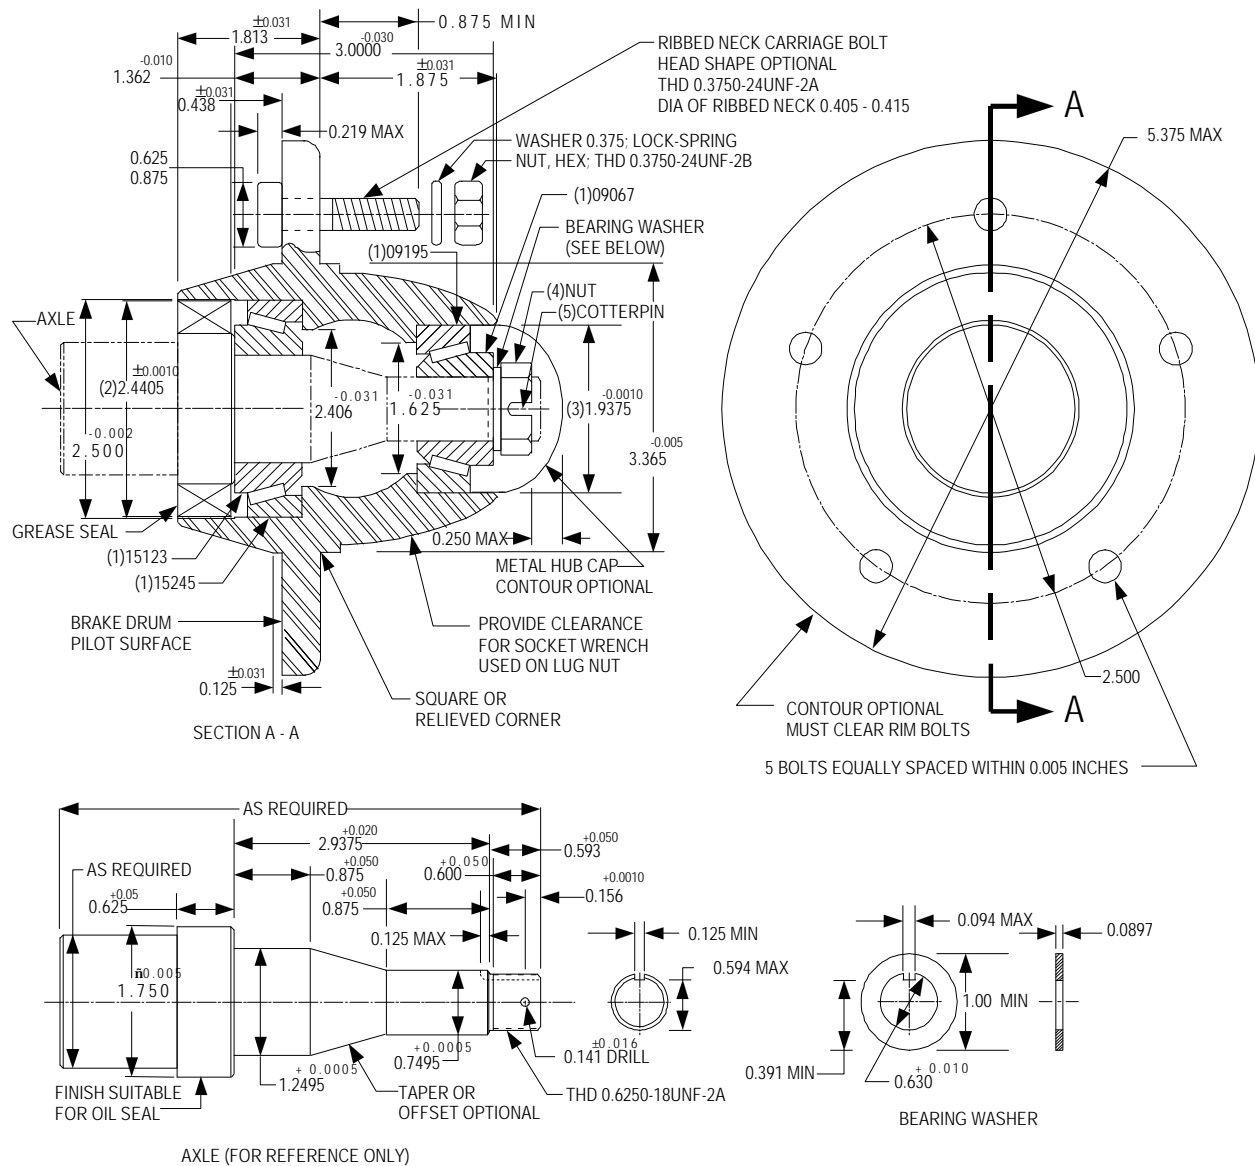 ±0.031
1.813
0.875 MIN
-0.030
3.0000
-0.010
1.362
±0.031
1.875
±0.031
0.438
0.219 MAX
0.625
0.875
RIBBED NECK CARRIAGE BOLT
HEAD SHAPE OPTIONAL
THD 0.3750-24UNF-2A
DIA OF RIBBED NECK 0.405 - 0.415
WASHER 0.375; LOCK-SPRING
NUT, HEX; THD 0.3750-24UNF-2B
(1)09067
BEARING WASHER
(SEE BELOW)
(1)09195
(4)NUT
(5)COTTERPIN
AXLE
±0.0010
(2)2.4405
-0.002
2.500
-0.031
2.406
-0.031
1.625
-0.0010
(3)1.9375
-0.005
3.365
GREASE SEAL
(1)15123
(1)15245
0.250 MAX
METAL HUB CAP
CONTOUR OPTIONAL
BRAKE DRUM
PILOT SURFACE
PROVIDE CLEARANCE
FOR SOCKET WRENCH
USED ON LUG NUT
±0.031
0.125
SQUARE OR
RELIEVED CORNER
SECTION A - A
A
5.375 MAX
2.500
A
CONTOUR OPTIONAL
MUST CLEAR RIM BOLTS
5 BOLTS EQUALLY SPACED WITHIN 0.005 INCHES
AS REQUIRED
+0.020
2.9375
+0.050
0.593
AS REQUIRED
+0.050
0.875
+0.050
0.600
+0.05
0.625
+0.050
0.875
+0.0010
0.156
0.125 MAX
0.125 MIN
0.594 MAX
ñ0.005
1.750
+0.0005
1.2495
+0.0005
0.7495
±0.016
0.141 DRILL
THD 0.6250-18UNF-2A
FINISH SUITABLE
FOR OIL SEAL
TAPER OR
OFFSET OPTIONAL
AXLE (FOR REFERENCE ONLY)
0.094 MAX
0.0897
1.00 MIN
0.391 MIN
+0.010
0.630
BEARING WASHER